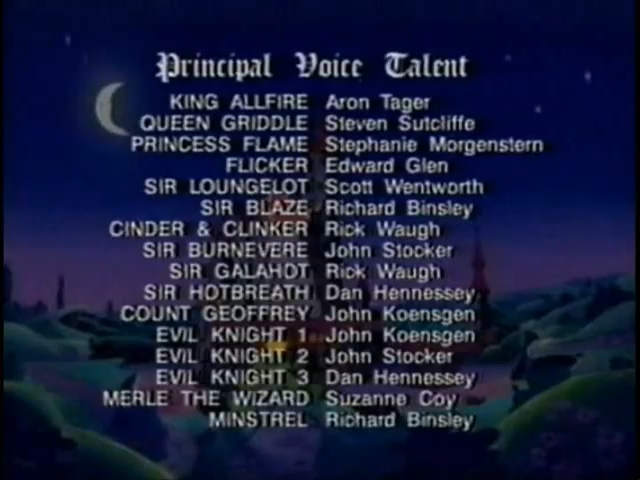 Principal Voice Talent
KING ALLFIRE Aron Tager
QUEEN GRIDDLE Steven Sutcliffe
PRINCESS FLAME Stephanie Morgenstern
FLICKER Edward Glen
SIR LOUNGELOT Scott Wentworth
SIR BLAZE Richard Binsley
CINDER & CLINKER Rick Waugh
SIR BURNEVERE John Stocker
SIR GALAHOT Rick Waugh
SIR HOTBREATH Dan Hennessey
COUNT GEOFFREY John Koensgen
EVIL KNIGHT 1 John Koensgen
EVIL KNIGHT 2 John Stocker
EVIL KNIGHT 3 Dan Hennessey
MERLE THE WIZARD Suzanne Coy
MINSTREL Richard Binsley